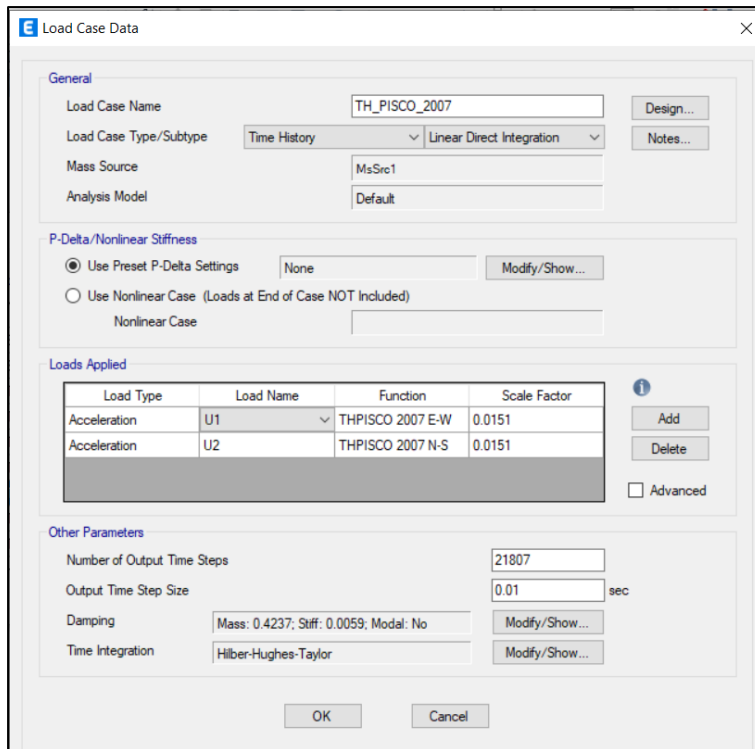 E Load Case Data
General
Load Case Name TH_PISCO_2007 Design...
Load Case Type/Subtype Time History Linear Direct Integration Notes...
Mass Source MsSrc1
Analysis Model Default
P-Delta/Nonlinear Stiffness
Use Preset P-Delta Settings None Modify/Show...
Use Nonlinear Case (Loads at End of Case NOT Included)
Nonlinear Case
Loads Applied
Load Type Load Name Function Scale Factor
Acceleration U1 THPISCO 2007 E-W 0.0151 Add
Acceleration U2 THPISCO 2007 N-S 0.0151 Delete
Advanced
Other Parameters
Number of Output Time Steps 21807
Output Time Step Size 0.01 sec
Damping Mass: 0.4237; Stiff: 0.0059; Modal: No Modify/Show...
Time Integration Hilber-Hughes-Taylor Modify/Show...
OK Cancel